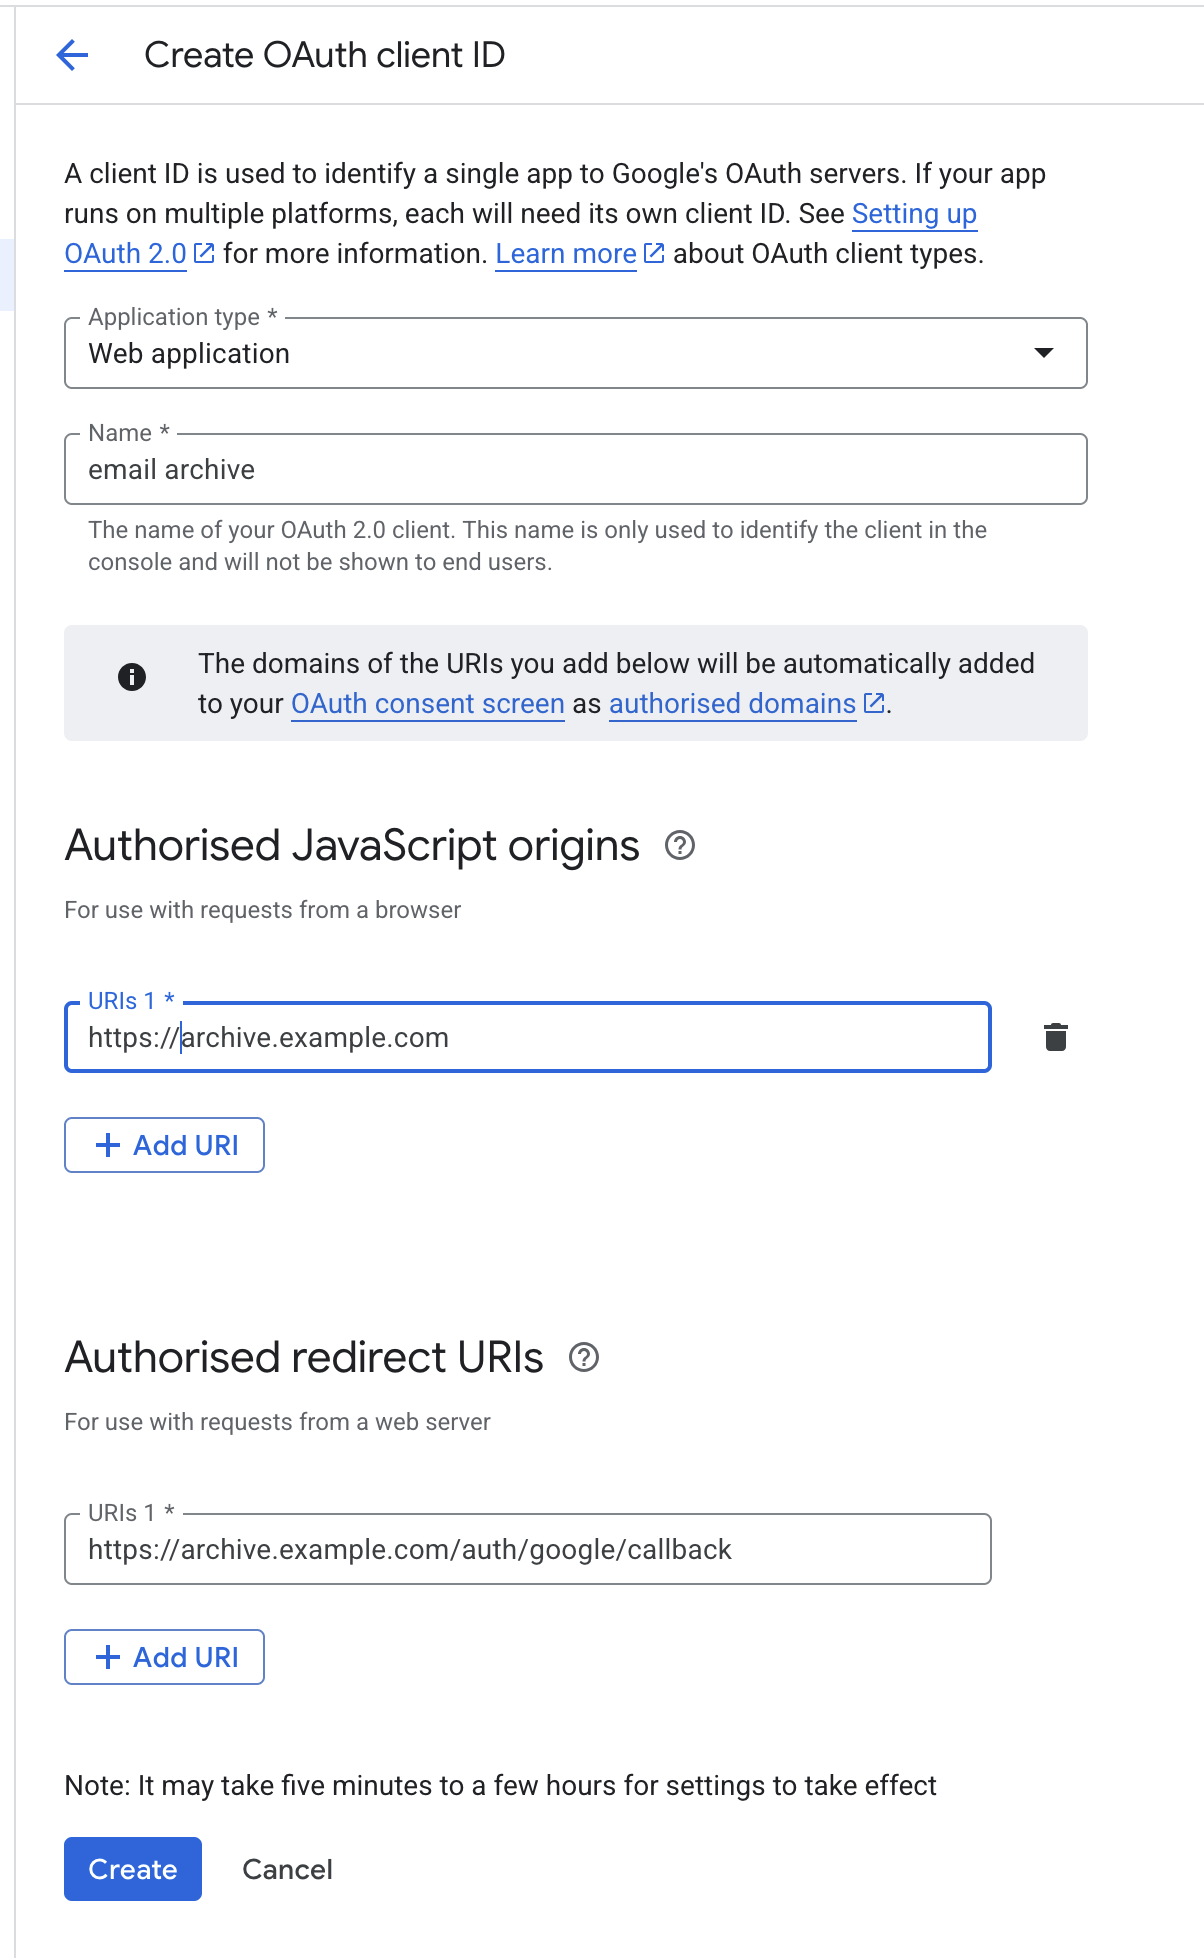 Create OAuth client ID
A client ID is used to identify a single app to Google's OAuth servers. If your app
runs on multiple platforms, each will need its own client ID. See Setting up
OAuth 2.0 for more information. Learn more about OAuth client types.
Application type *
Web application
Name *
email archive
The name of your OAuth 2.0 client. This name is only used to identify the client in the
console and will not be shown to end users.
The domains of the URIs you add below will be automatically added
to your OAuth consent screen as authorised domains.
Authorised JavaScript origins
For use with requests from a browser
URIs 1 *
https://archive.example.com
Add URI
Authorised redirect URIs
For use with requests from a web server
URIs 1 *
https://archive.example.com/auth/google/callback
Add URI
Note: It may take five minutes to a few hours for settings to take effect
Create Cancel